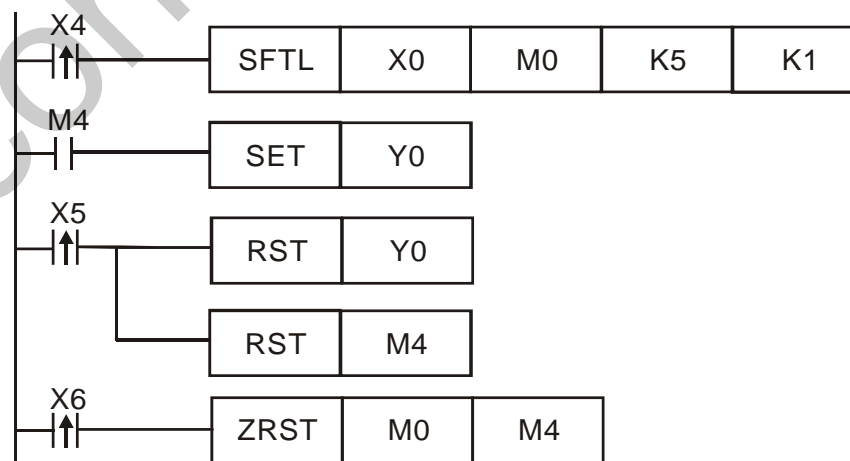 X4
SFTL X0 M0 K5 K1
M4
SET Y0
X5
RST Y0
RST M4
X6
ZRST M0 M4